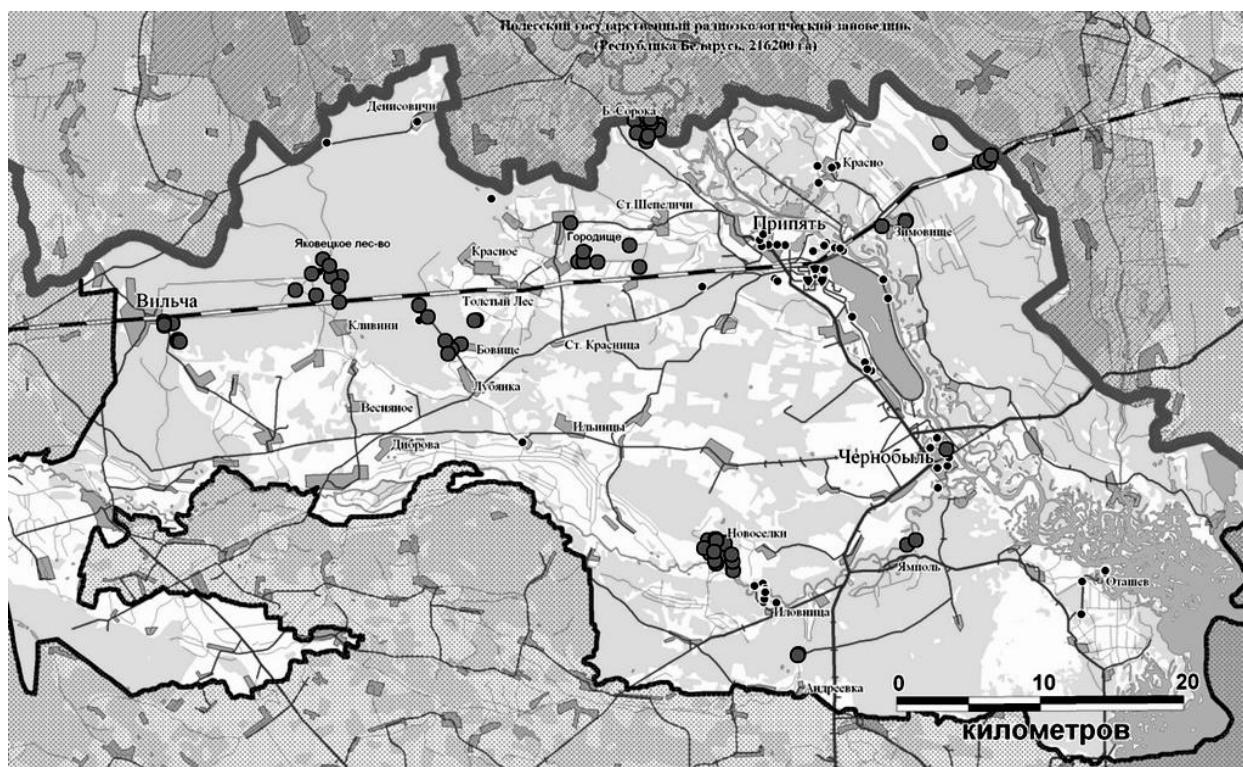 Полесский государственный радиоэкологический заповедник
(Республика Беларусь, 216200 га)
Денисовичи
Б-Сорока
Красно
Ст.Шепеличи
Припять
Зимовище
Городище
Красное
Яковецкое лес-во
Вильча
Толстый Лес
Кливини
Ст. Красница
Бовище
Лубянка
Весняное
Ильинцы
Диброва
Чернобыль
Новоселки
Ямполь
Оташев
Иловница
Андреевка
0 10 20
километров